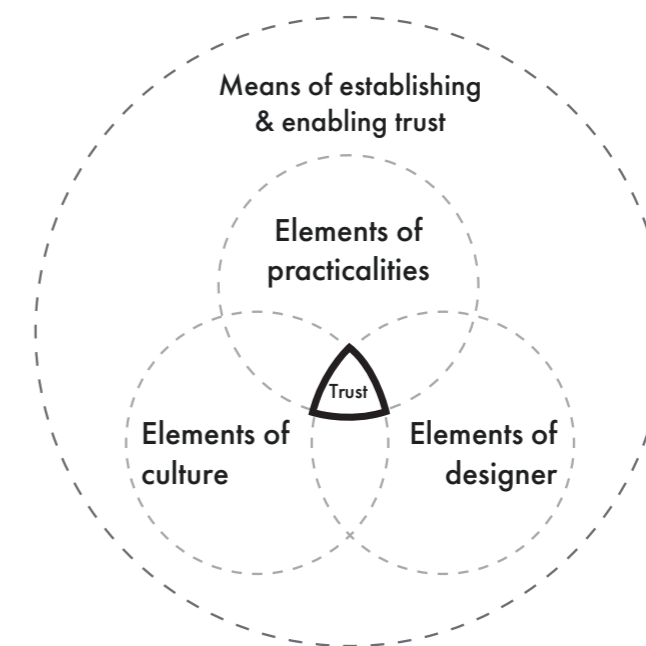 Means of establishing
& enabling trust
Elements of
practicalities
Trust
Elements of
culture
Elements of
designer